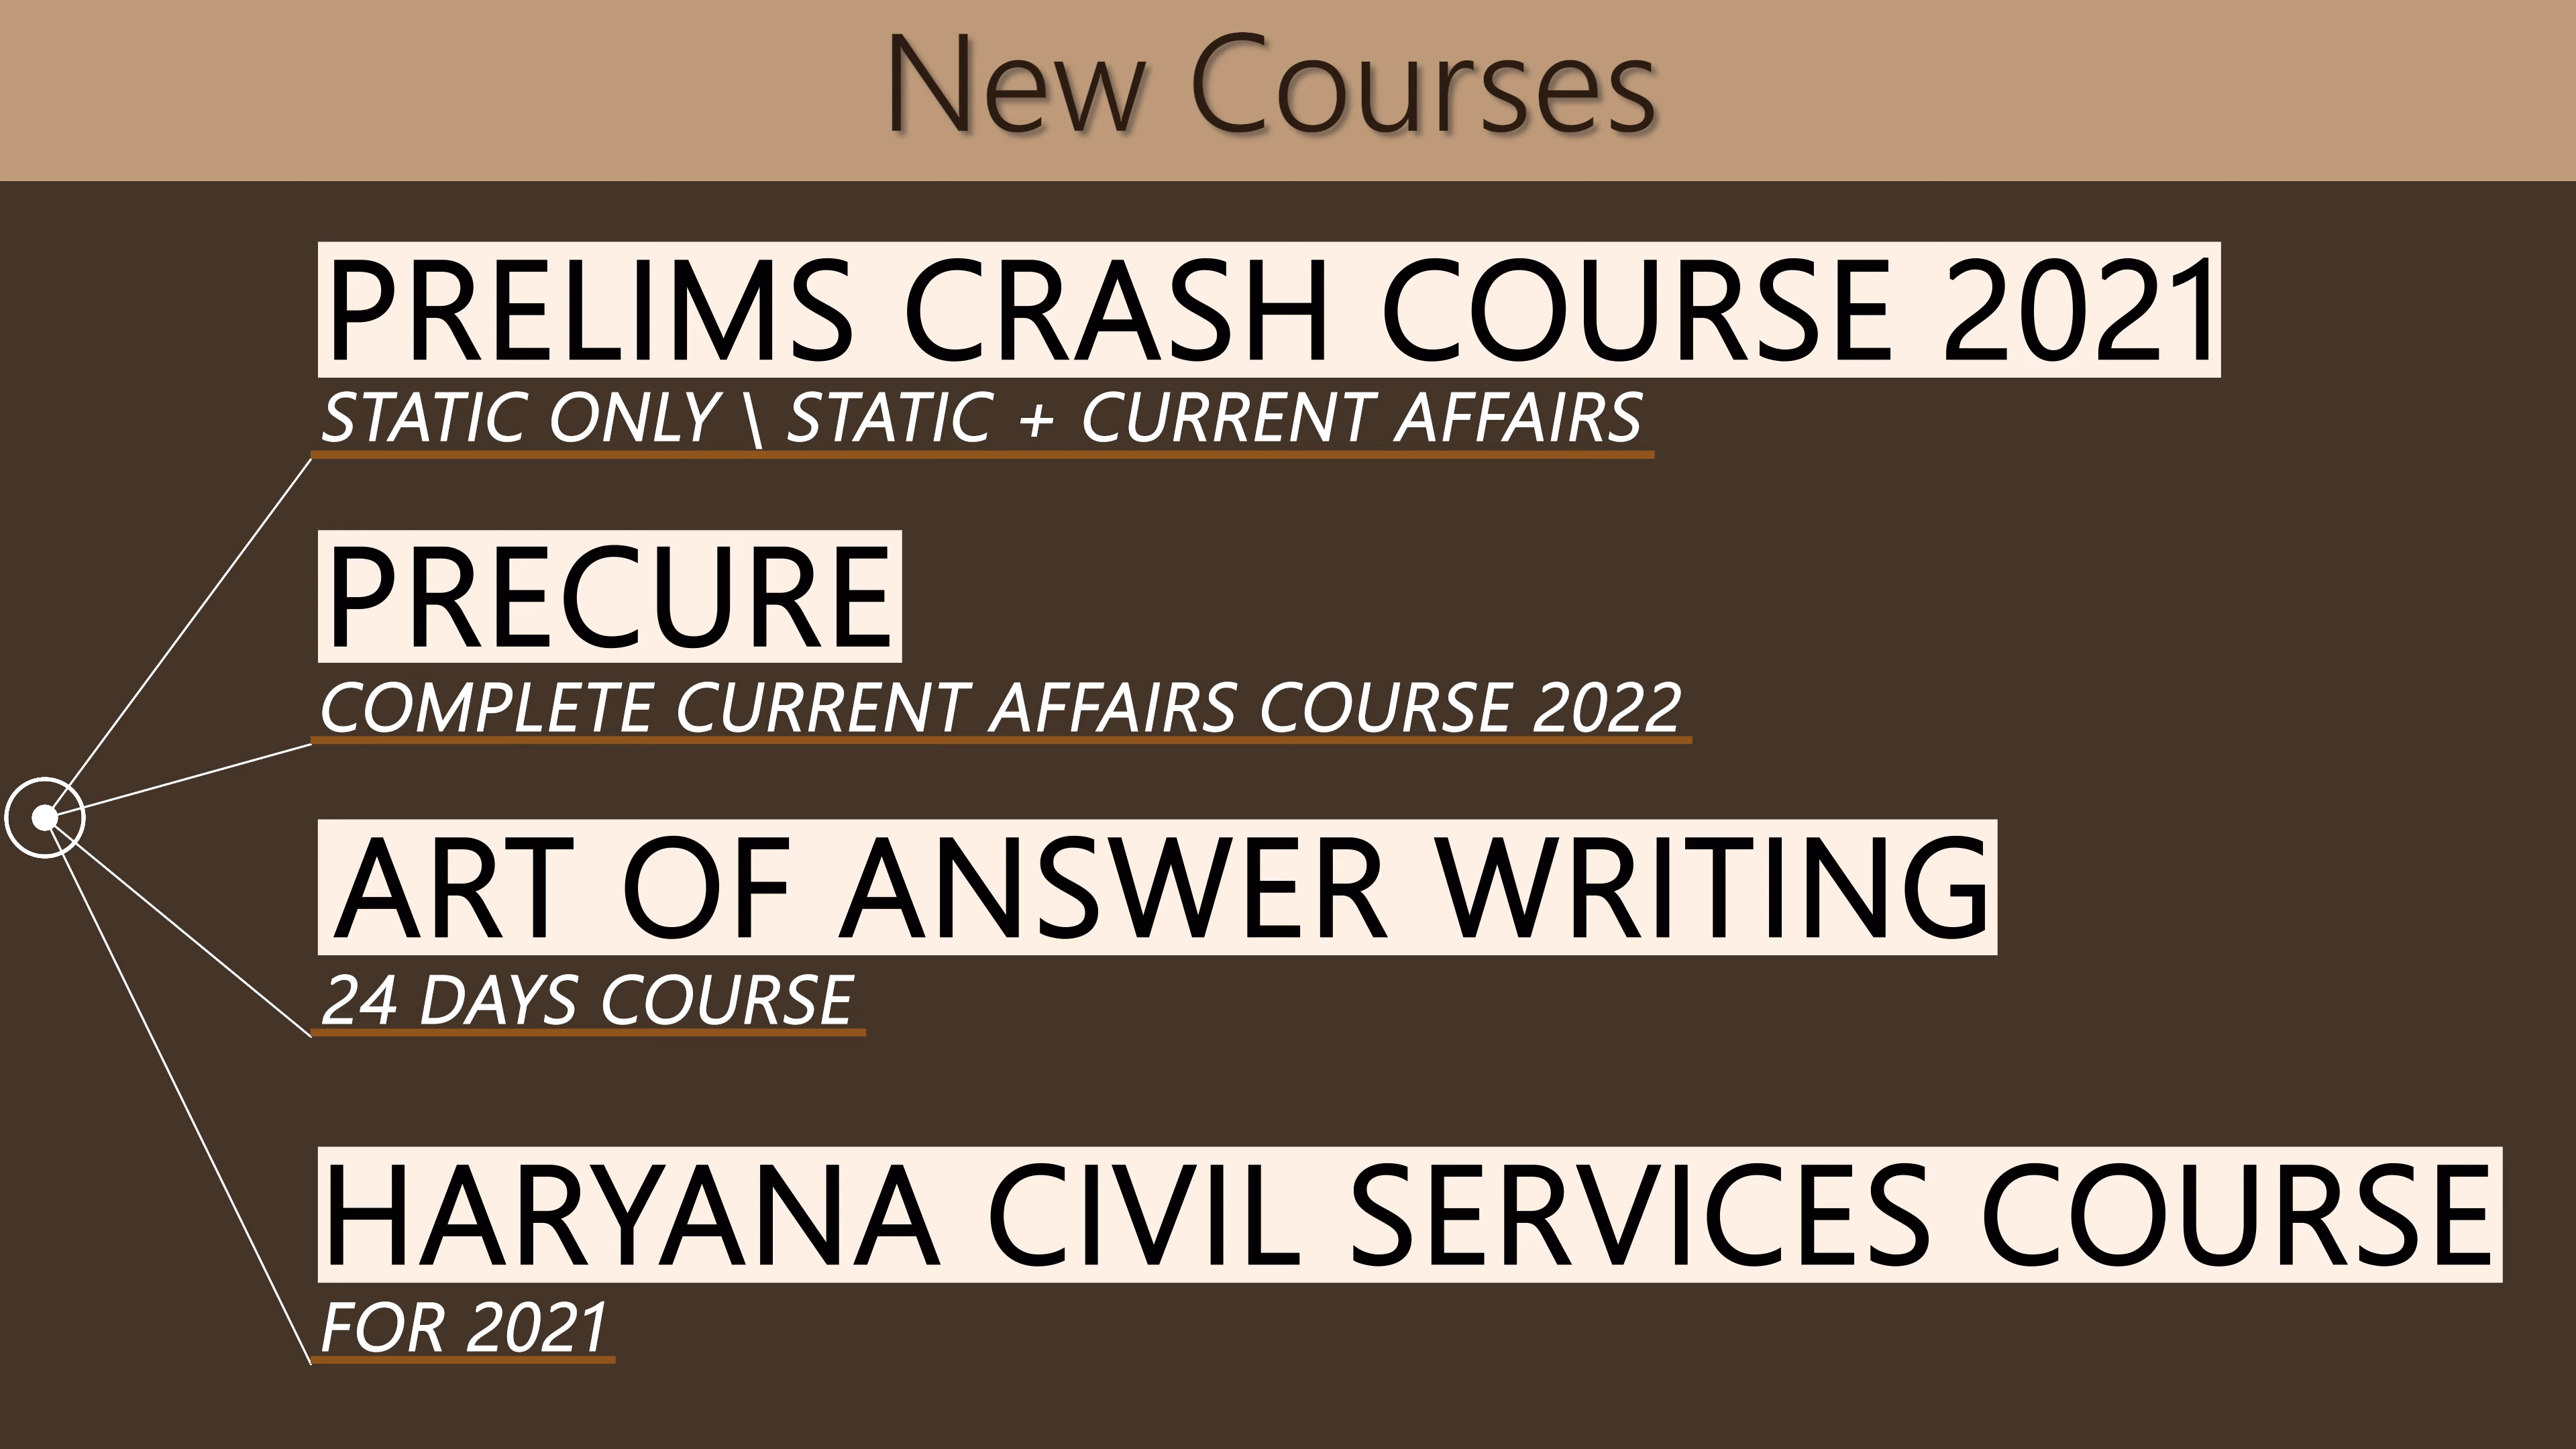 New Courses
PRELIMS CRASH COURSE 2021
STATIC ONLY \ STATIC + CURRENT AFFAIRS
PRECURE
COMPLETE CURRENT AFFAIRS COURSE 2022
ART OF ANSWER WRITING
24 DAYS COURSE
HARYANA CIVIL SERVICES COURSE
FOR 2021